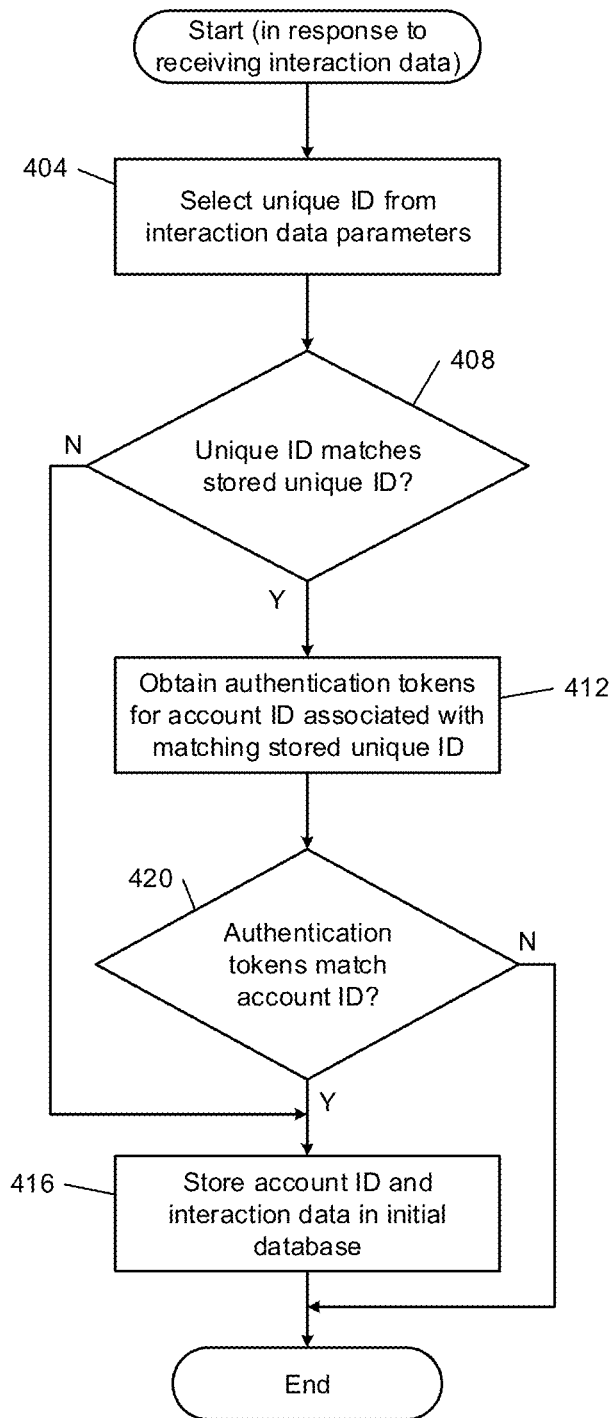 Start (in response to
receiving interaction data)
404
Select unique ID from
interaction data parameters
408
N
Unique ID matches
stored unique ID?
Y
Obtain authentication tokens
for account ID associated with
matching stored unique ID
412
420
Authentication
tokens match
account ID?
N
Y
416
Store account ID and
interaction data in initial
database
End